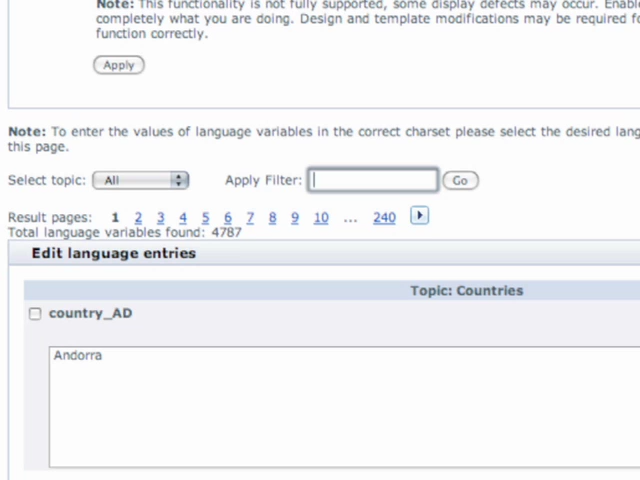 Note: This functionality is not fully supported, some display defects may occur.
completely what you are doing. Design and template modifications may be required
function correctly.
Apply
Note: To enter the values of language variables in the correct charset please select the desired
this page.
Select topic: All Apply Filter: Go
Result pages: 1 2 3 4 5 6 7 8 9 10 ... 240
Total language variables found: 4787
Edit language entries
Topic: Countries
country_AD
Andorra